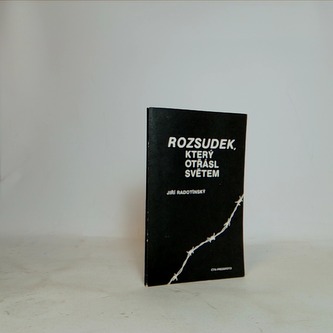 ROZSUDEK,
KTERÝ
OTŘÁSL
SVĚTEM
JIŘÍ RADOTÍNSKÝ